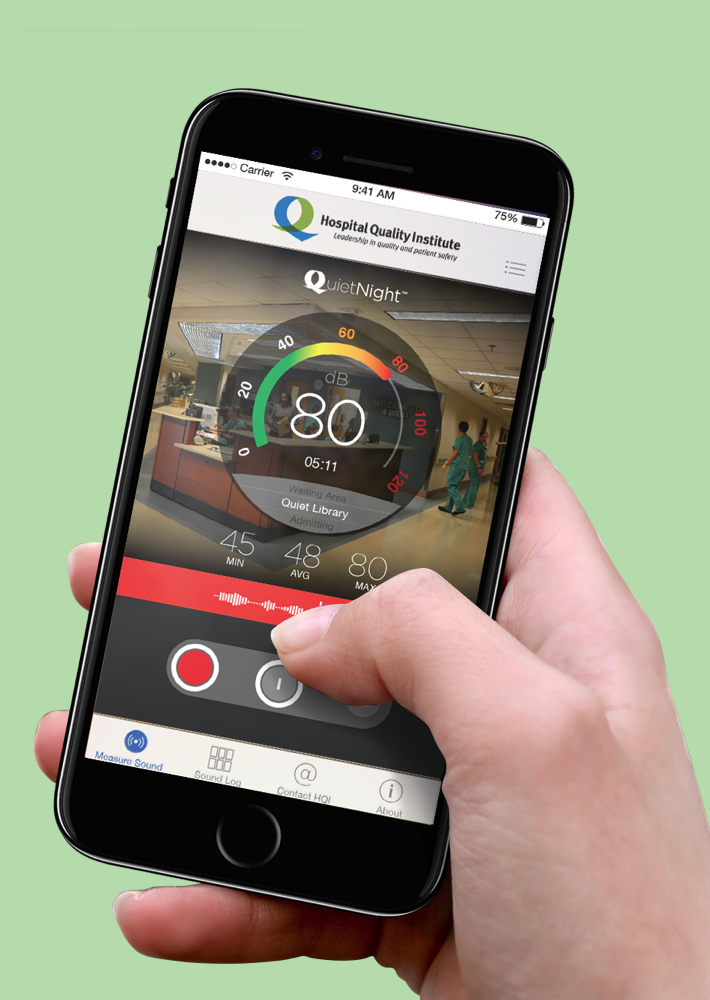 Carrier
9:41 AM
75%
Hospital Quality Institute
Leadership in quality and patient safety
QuietNight™
0
20
40
60
80
100
120
dB
80
05:11
Waiting Area
Quiet Library
Admitting
45
MIN
48
AVG
80
MAX
Measure Sound
Sound Log
@
Contact HQI
i
About